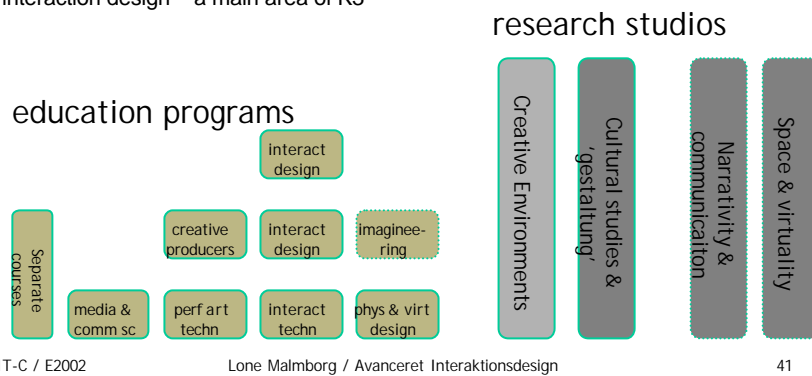 interaction design – a main area of K3
research studios
education programs
interact
design
creative
producers
interact
design
imaginee-
ring
Separate
courses
media &
comm sc
perf art
techn
interact
techn
phys & virt
design
Creative Environments
Cultural studies &
'gestaltung'
Narrativity &
communicaiton
Space & virtuality
T-C / E2002
Lone Malmborg / Avanceret Interaktionsdesign
41